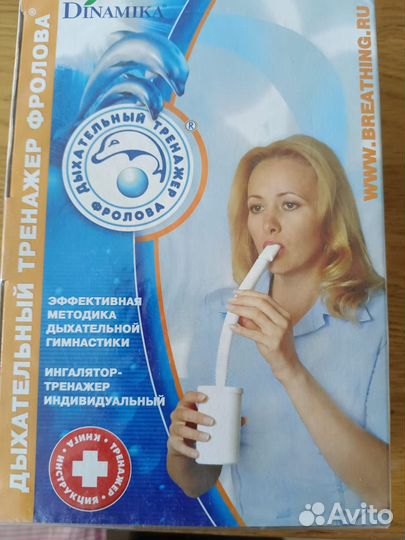 DINAMIKA
ДЫХАТЕЛЬНЫЙ ТРЕНАЖЕР ФРОЛОВА®
WWW.BREATHING.RU
ДЫХАТЕЛЬНЫЙ ТРЕНАЖЕР ФРОЛОВА ®
ЭФФЕКТИВНАЯ
МЕТОДИКА
ДЫХАТЕЛЬНОЙ
ГИМНАСТИКИ
ИНГАЛЯТОР-
ТРЕНАЖЕР
ИНДИВИДУАЛЬНЫЙ
ТРЕНАЖЕР • ИНСТРУКЦИЯ • КНИГА •
Avito